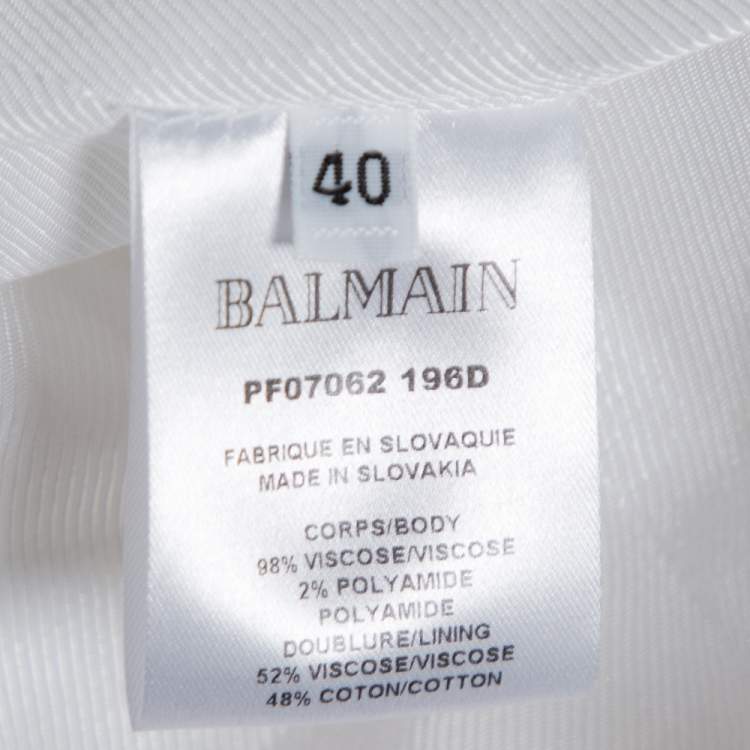 40
BALMAIN
PF07062 196D
FABRIQUE EN SLOVAQUIE
MADE IN SLOVAKIA
CORPS/BODY
98% VISCOSE/VISCOSE
2% POLYAMIDE
POLYAMIDE
DOUBLURE/LINING
52% VISCOSE/VISCOSE
48% COTON/COTTON